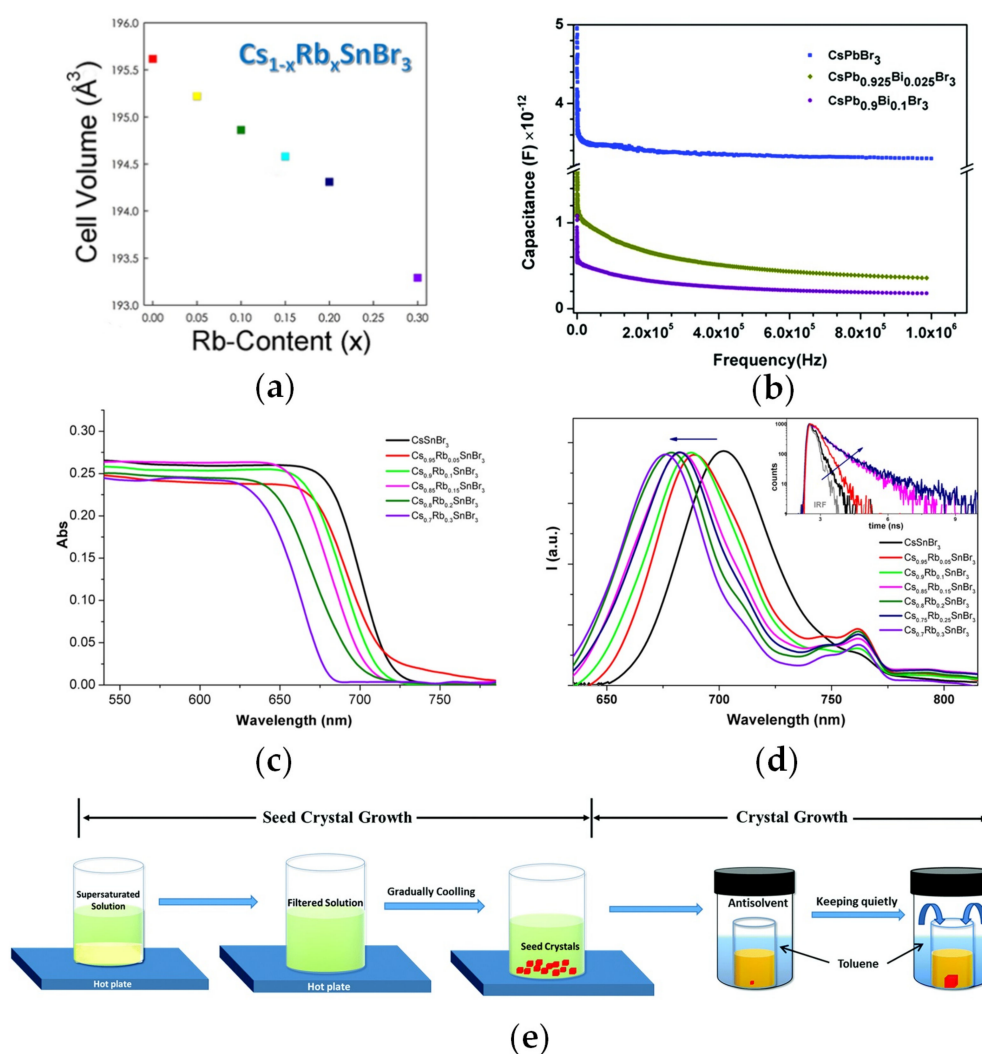 196.0
195.5
195.0
194.5
194.0
193.5
193.0
Cell Volume (Å³)
Cs₁₋ₓRbₓSnBr₃
0.00 0.05 0.10 0.15 0.20 0.25 0.30
Rb-Content (x)
(a)
5
4
1
0
Capacitance (F) ×10⁻¹²
CsPbBr₃
CsPb₀.₉₂₅Bi₀.₀₂₅Br₃
CsPb₀.₉Bi₀.₁Br₃
0.0 2.0x10⁵ 4.0x10⁵ 6.0x10⁵ 8.0x10⁵ 1.0x10⁶
Frequency(Hz)
(b)
0.30
0.25
0.20
0.15
0.10
0.05
0.00
Abs
CsSnBr₃
Cs₀.₉₅Rb₀.₀₅SnBr₃
Cs₀.₉Rb₀.₁SnBr₃
Cs₀.₈₅Rb₀.₁₅SnBr₃
Cs₀.₈Rb₀.₂SnBr₃
Cs₀.₇Rb₀.₃SnBr₃
550 600 650 700 750
Wavelength (nm)
(c)
I (a.u.)
1000
100
10
1
counts
IRF
3 6 9
time (ns)
CsSnBr₃
Cs₀.₉₅Rb₀.₀₅SnBr₃
Cs₀.₉Rb₀.₁SnBr₃
Cs₀.₈₅Rb₀.₁₅SnBr₃
Cs₀.₈Rb₀.₂SnBr₃
Cs₀.₇₅Rb₀.₂₅SnBr₃
Cs₀.₇Rb₀.₃SnBr₃
650 700 750 800
Wavelength (nm)
(d)
Seed Crystal Growth
Crystal Growth
Supersaturated
Solution
Hot plate
Filtered Solution
Hot plate
Gradually Coolling
Seed Crystals
Antisolvent
Keeping quietly
Toluene
(e)